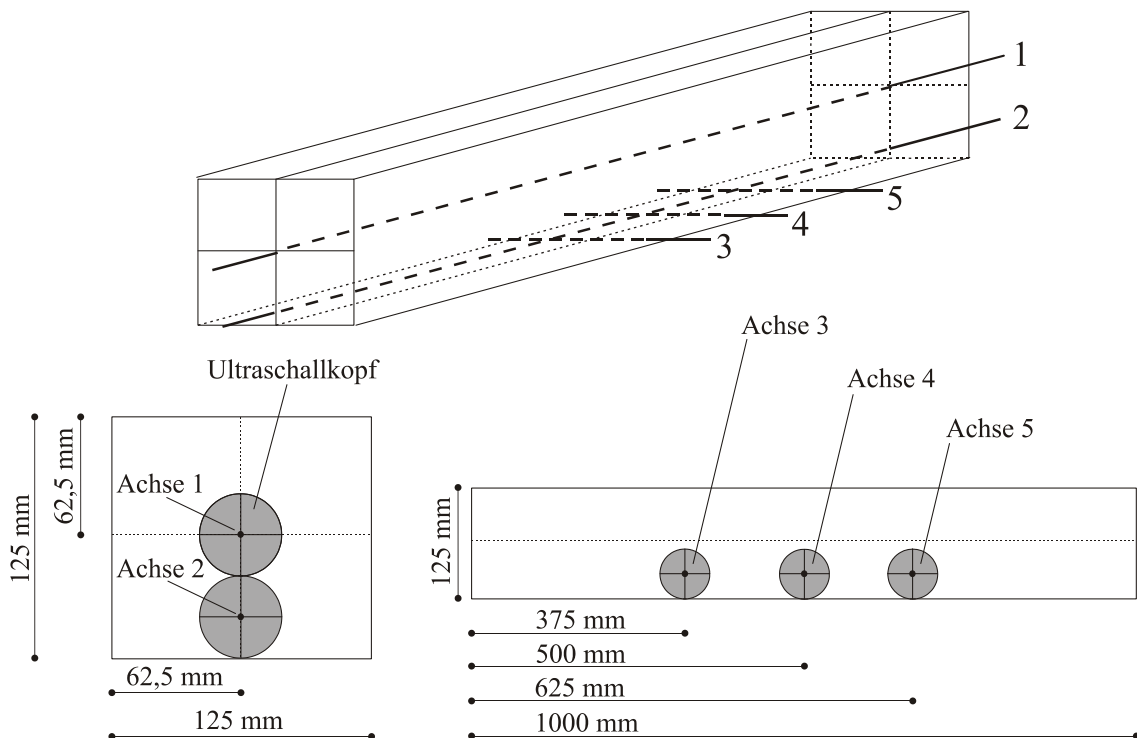 1
2
5
4
3
Achse 3
Ultraschallkopf
Achse 4
Achse 5
62,5 mm
Achse 1
125 mm
125 mm
Achse 2
375 mm
500 mm
62,5 mm
625 mm
125 mm
1000 mm